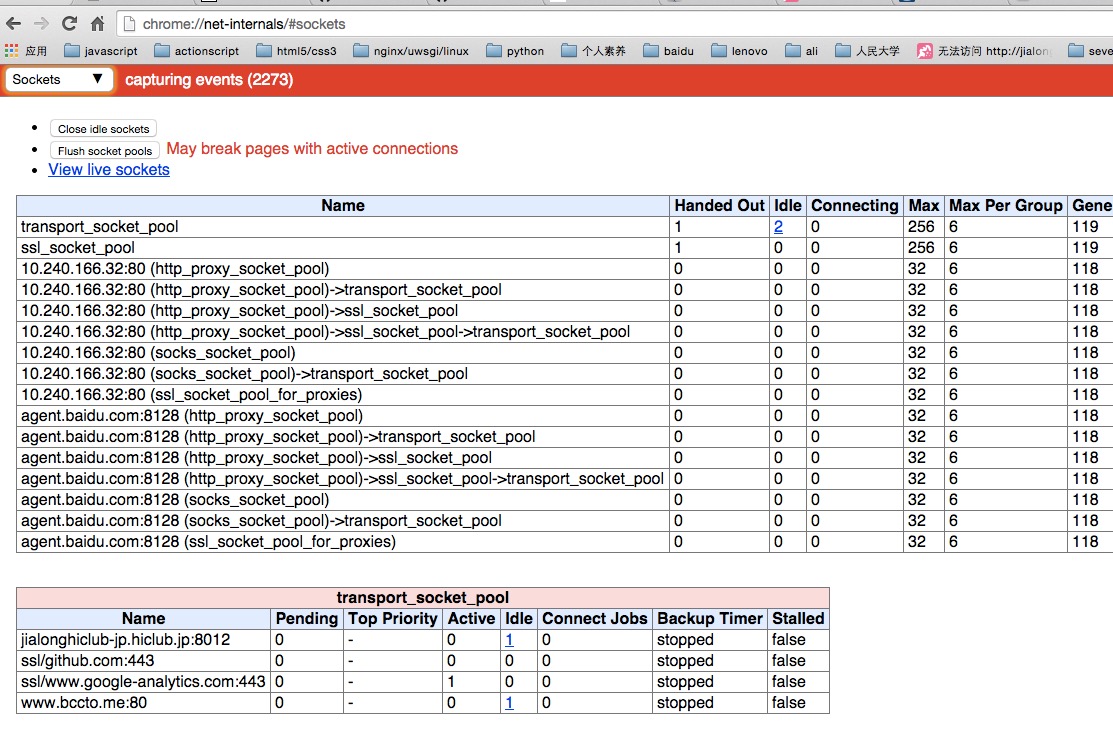 chrome://net-internals/#sockets
应用 javascript actionscript html5/css3 nginx/uwsgi/linux python 个人素养 baidu lenovo ali 人民大学 无法访问 http://jialong seve
Sockets ▼ capturing events (2273)
Close idle sockets
Flush socket pools May break pages with active connections
View live sockets
Name Handed Out Idle Connecting Max Max Per Group Gene
transport_socket_pool 1 2 0 256 6 119
ssl_socket_pool 1 0 0 256 6 119
10.240.166.32:80 (http_proxy_socket_pool) 0 0 0 32 6 118
10.240.166.32:80 (http_proxy_socket_pool)->transport_socket_pool 0 0 0 32 6 118
10.240.166.32:80 (http_proxy_socket_pool)->ssl_socket_pool 0 0 0 32 6 118
10.240.166.32:80 (http_proxy_socket_pool)->ssl_socket_pool->transport_socket_pool 0 0 0 32 6 118
10.240.166.32:80 (socks_socket_pool) 0 0 0 32 6 118
10.240.166.32:80 (socks_socket_pool)->transport_socket_pool 0 0 0 32 6 118
10.240.166.32:80 (ssl_socket_pool_for_proxies) 0 0 0 32 6 118
agent.baidu.com:8128 (http_proxy_socket_pool) 0 0 0 32 6 118
agent.baidu.com:8128 (http_proxy_socket_pool)->transport_socket_pool 0 0 0 32 6 118
agent.baidu.com:8128 (http_proxy_socket_pool)->ssl_socket_pool 0 0 0 32 6 118
agent.baidu.com:8128 (http_proxy_socket_pool)->ssl_socket_pool->transport_socket_pool 0 0 0 32 6 118
agent.baidu.com:8128 (socks_socket_pool) 0 0 0 32 6 118
agent.baidu.com:8128 (socks_socket_pool)->transport_socket_pool 0 0 0 32 6 118
agent.baidu.com:8128 (ssl_socket_pool_for_proxies) 0 0 0 32 6 118
transport_socket_pool
Name Pending Top Priority Active Idle Connect Jobs Backup Timer Stalled
jialonghiclub-jp.hiclub.jp:8012 0 - 0 1 0 stopped false
ssl/github.com:443 0 - 0 0 0 stopped false
ssl/www.google-analytics.com:443 0 - 1 0 0 stopped false
www.bccto.me:80 0 - 0 1 0 stopped false